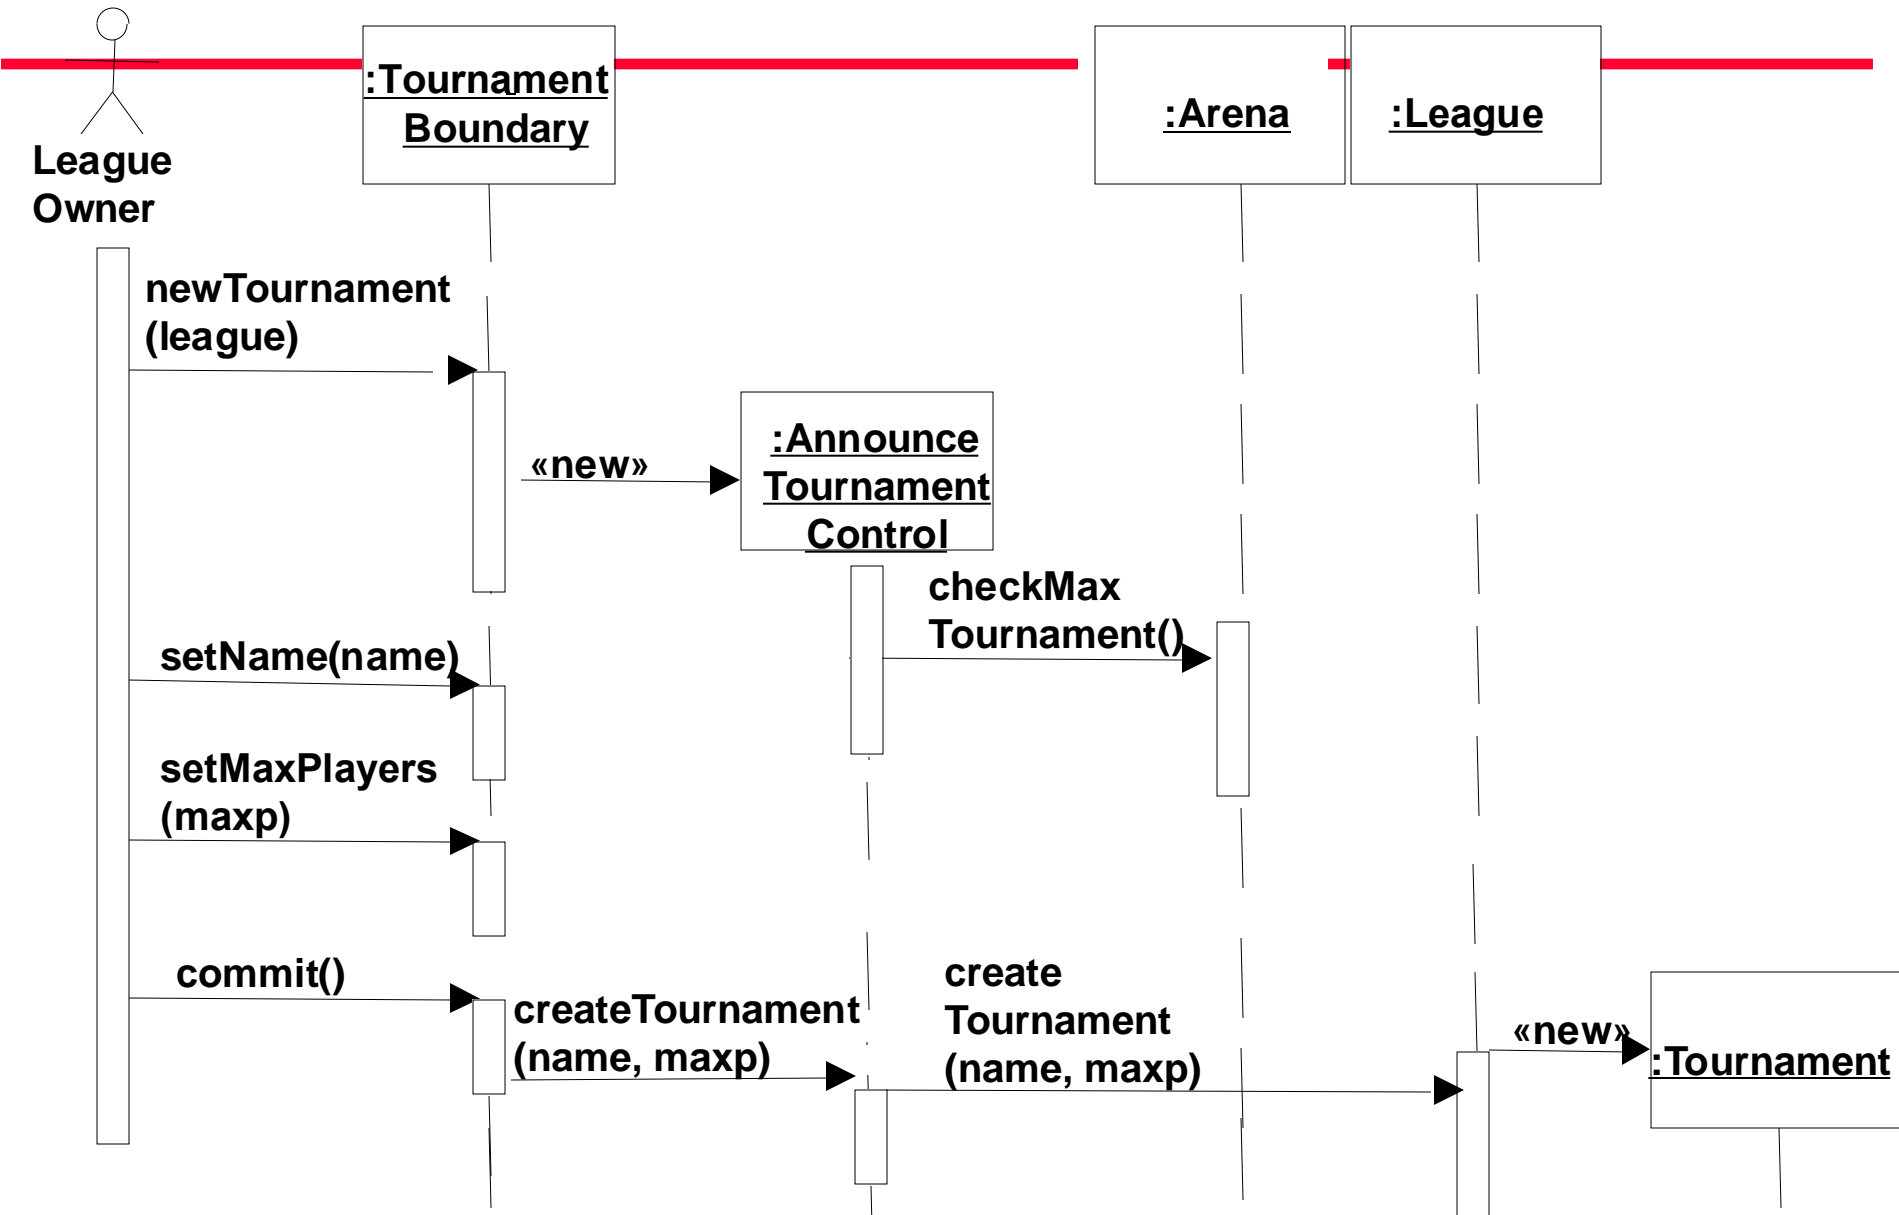 :Tournament
Boundary
:Arena
:League
League
Owner
newTournament
(league)
:Announce
Tournament
Control
«new»
checkMax
Tournament()
setName(name)
setMaxPlayers
(maxp)
commit()
createTournament
(name, maxp)
create
Tournament
(name, maxp)
«new»
:Tournament